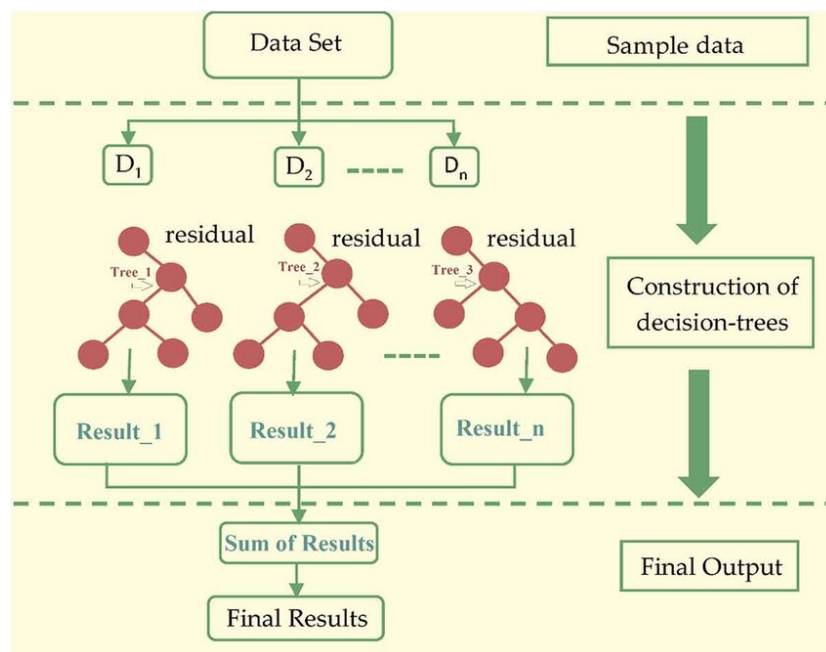 Data Set
Sample data
D1
D2
Dn
residual
residual
residual
Tree_1
Tree_2
Tree_3
Construction of
decision-trees
Result_1
Result_2
Result_n
Sum of Results
Final Output
Final Results